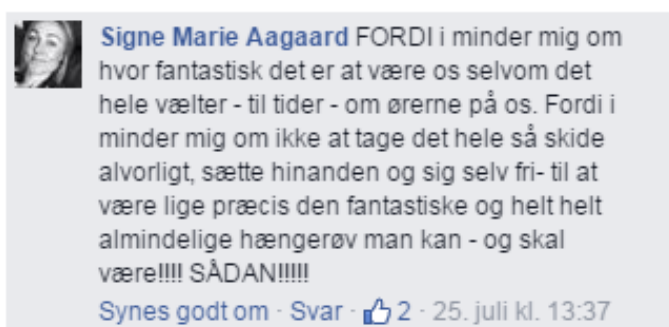 Signe Marie Aagaard FORDI i minder mig om
hvor fantastisk det er at være os selvom det
hele vælter - til tider - om ørerne på os. Fordi i
minder mig om ikke at tage det hele så skide
alvorligt, sætte hinanden og sig selv fri- til at
være lige præcis den fantastiske og helt helt
almindelige hængerøv man kan - og skal
være!!!! SÅDAN!!!!!
Synes godt om · Svar · 2 · 25. juli kl. 13:37